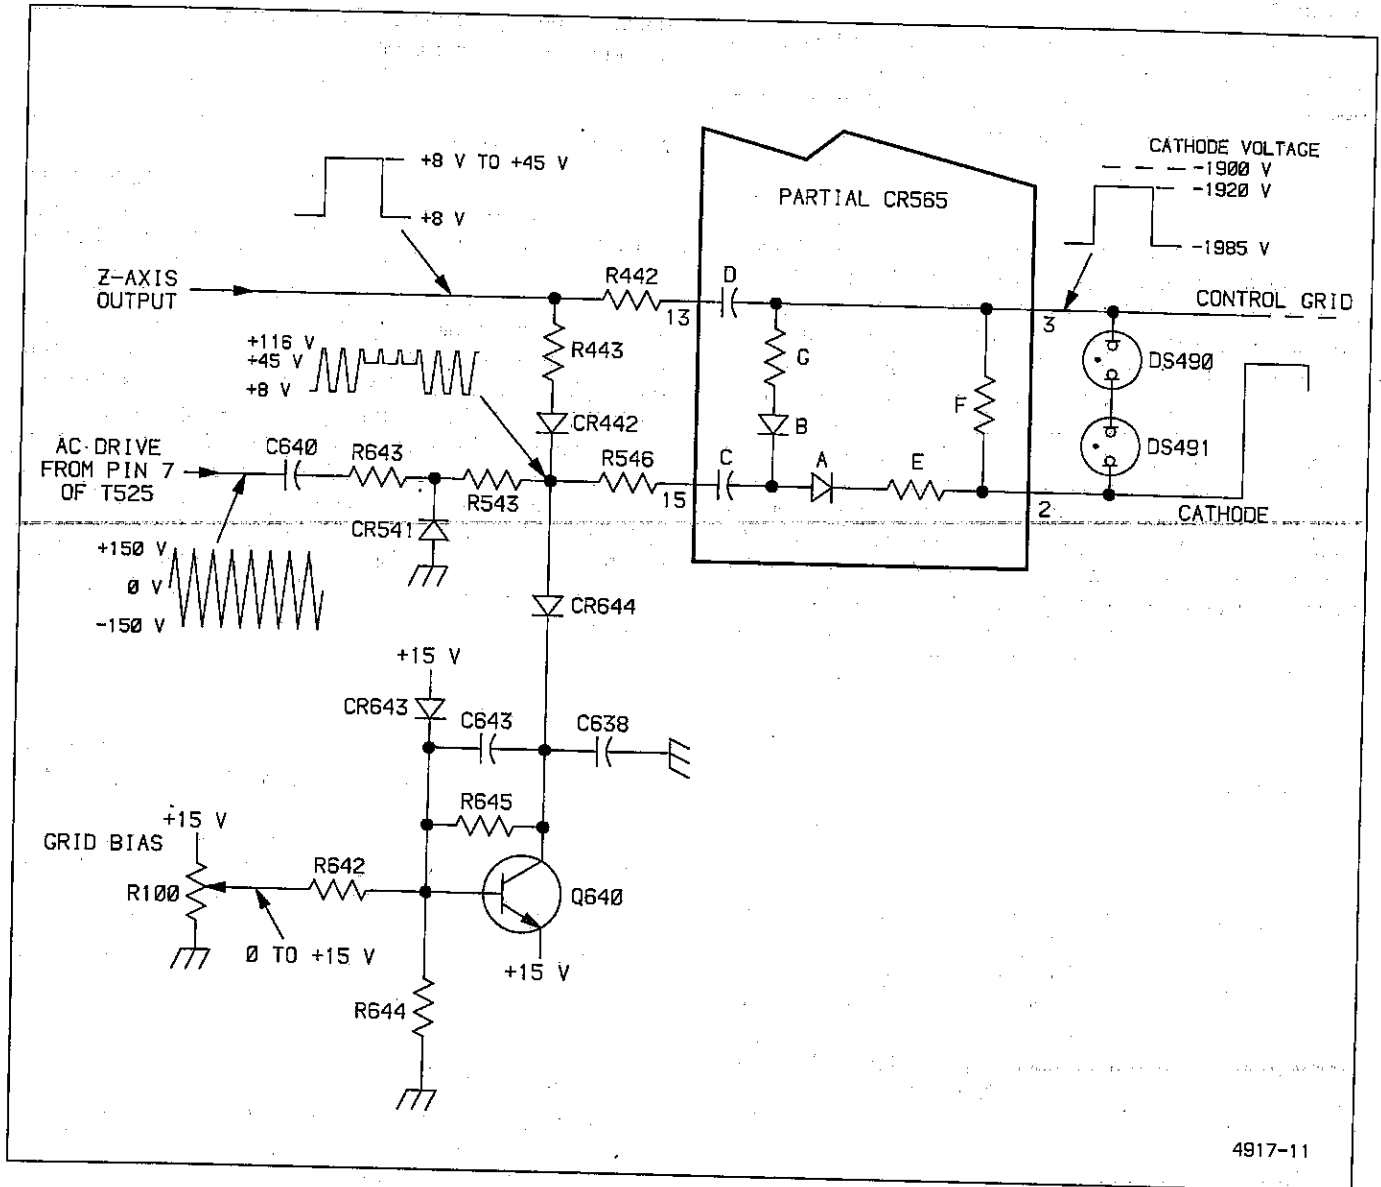 CATHODE VOLTAGE
-1900 V
-1920 V
-1985 V
+8 V TO +45 V
+8 V
PARTIAL CR565
Z-AXIS
OUTPUT
R442
D
13
3
CONTROL GRID
+116 V
+45 V
+8 V
R443
G
F
DS490
CR442
B
AC DRIVE
FROM PIN 7
OF T525
C640
R643
R543
R546
15
C
A
E
DS491
2
CATHODE
CR541
+150 V
0 V
-150 V
CR644
+15 V
CR643
C643
C638
R645
+15 V
GRID BIAS
R100
R642
Q640
0 TO +15 V
+15 V
R644
4917-11